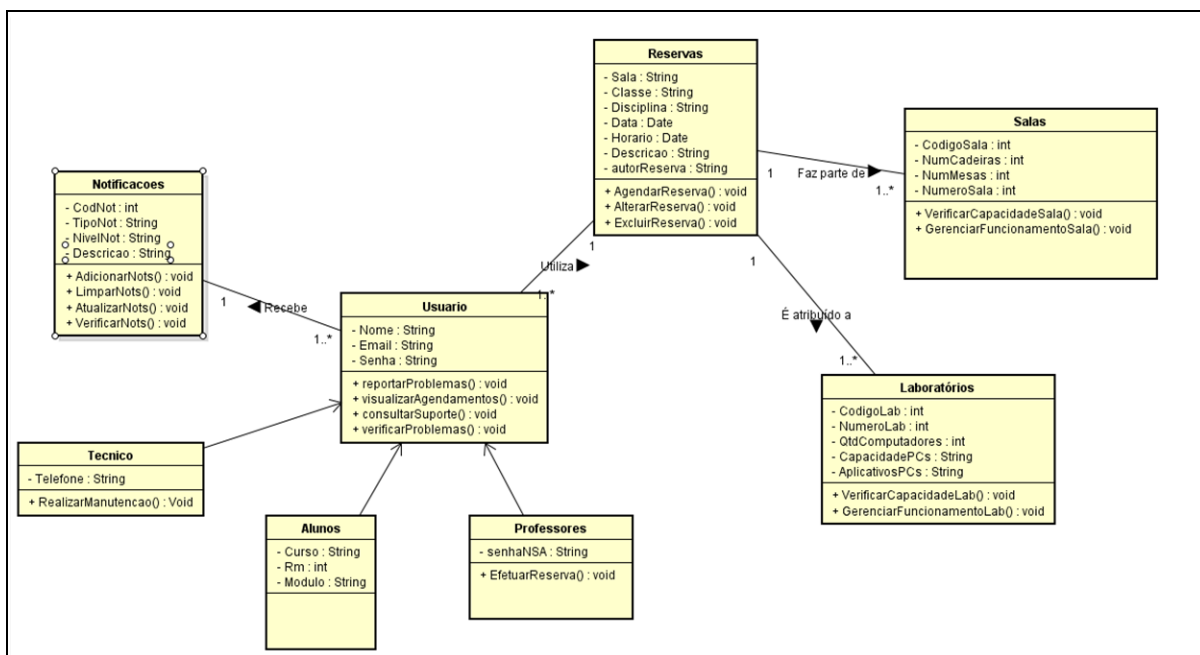 Reservas
- Sala : String
- Classe : String
- Disciplina : String
- Data : Date
- Horario : Date
- Descricao : String
- autorReserva : String
+ AgendarReserva() : void
+ AlterarReserva() : void
+ ExcluirReserva() : void
Salas
- CodigoSala : int
- NumCadeiras : int
- NumMesas : int
- NumeroSala : int
+ VerificarCapacidadeSala() : void
+ GerenciarFuncionamentoSala() : void
1
Faz parte de
1..*
Notificacoes
- CodNot : int
- TipoNot : String
- NivelNot : String
- Descricao : String
+ AdicionarNots() : void
+ LimparNots() : void
+ AtualizarNots() : void
+ VerificarNots() : void
1
Recebe
1..*
1
Utiliza
1..*
Usuario
- Nome : String
- Email : String
- Senha : String
+ reportarProblemas() : void
+ visualizarAgendamentos() : void
+ consultarSuporte() : void
+ verificarProblemas() : void
1
É atribuído a
1..*
Laboratórios
- CodigoLab : int
- NumeroLab : int
- QtdComputadores : int
- CapacidadePCs : String
- AplicativosPCs : String
+ VerificarCapacidadeLab() : void
+ GerenciarFuncionamentoLab() : void
Tecnico
- Telefone : String
+ RealizarManutencao() : Void
Alunos
- Curso : String
- Rm : int
- Modulo : String
Professores
- senhaNSA : String
+ EfetuarReserva() : void